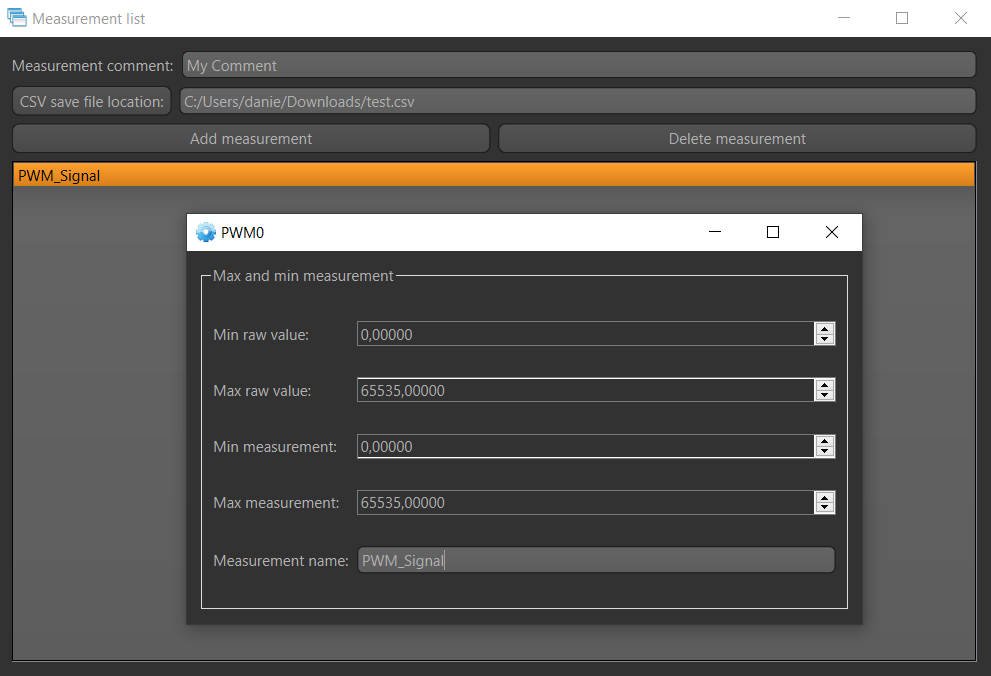 Measurement list
Measurement comment: My Comment
CSV save file location: C:/Users/danie/Downloads/test.csv
Add measurement Delete measurement
PWM_Signal
PWM0
Max and min measurement
Min raw value: 0,00000
Max raw value: 65535,00000
Min measurement: 0,00000
Max measurement: 65535,00000
Measurement name: PWM_Signal